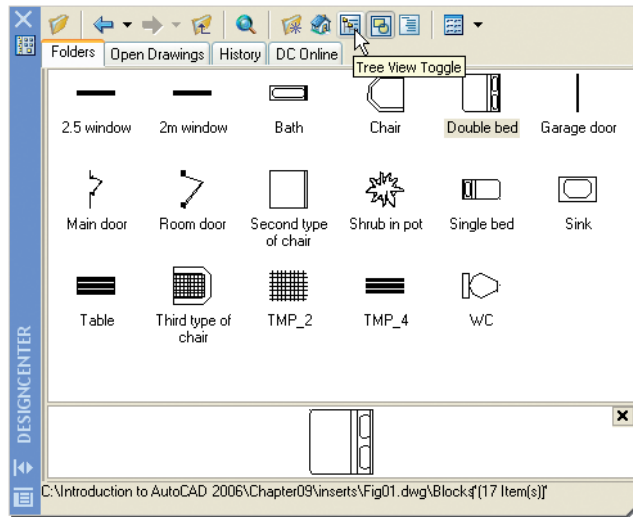 Folders Open Drawings History DC Online
Tree View Toggle
2.5 window 2m window Bath Chair Double bed Garage door
Main door Room door Second type of chair Shrub in pot Single bed Sink
Table Third type of chair TMP_2 TMP_4 WC
DESIGNCENTER
C:\Introduction to AutoCAD 2006\Chapter09\inserts\Fig01.dwg\Blocks (17 Item(s))